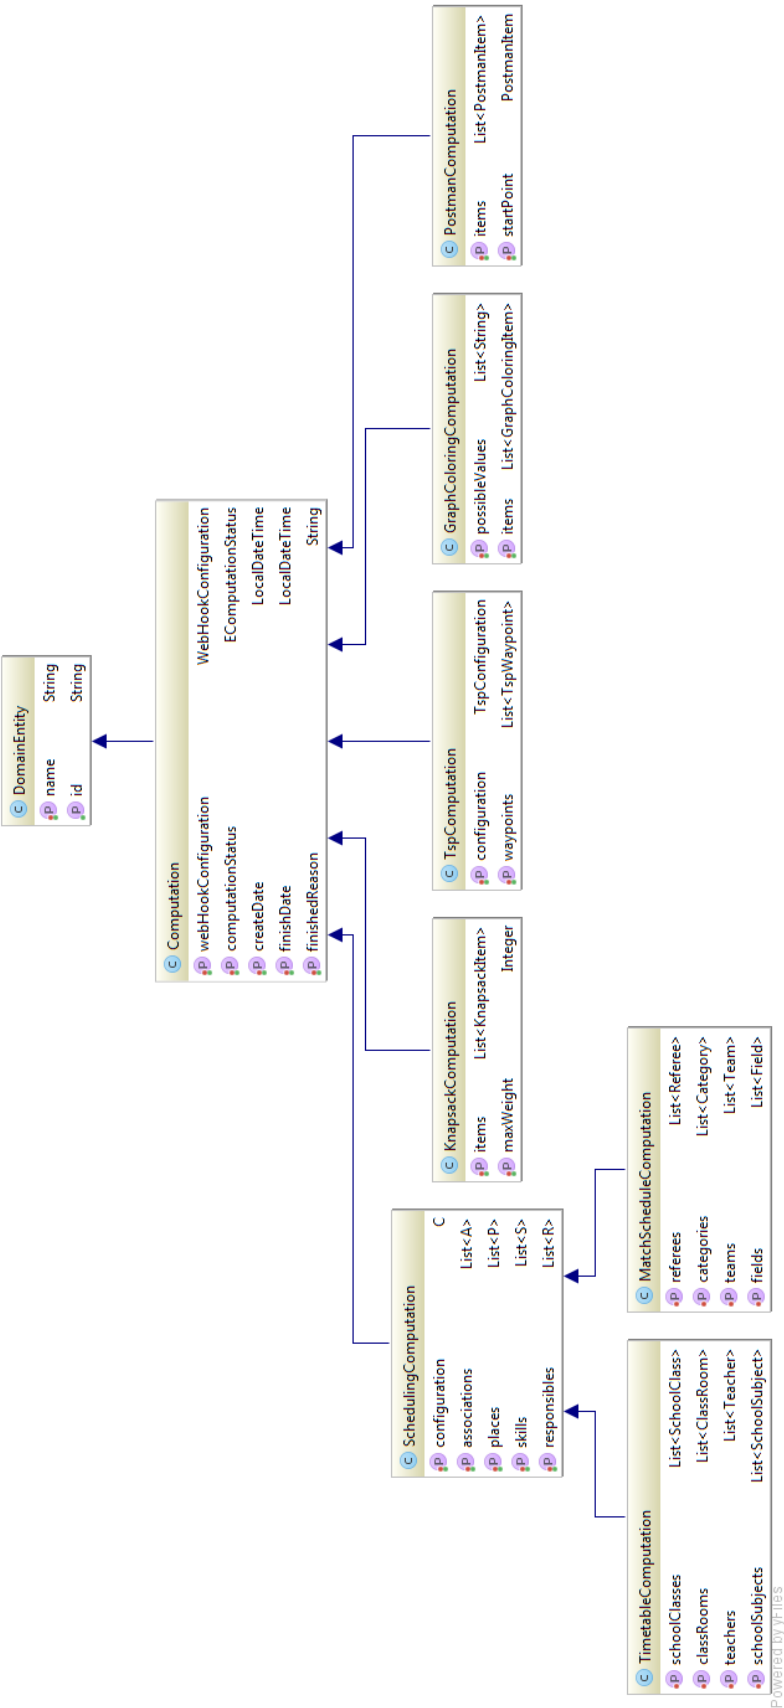 DomainEntity
name String
id String
Computation
webHookConfiguration WebHookConfiguration
computationStatus EComputationStatus
createDate LocalDateTime
finishDate LocalDateTime
finishedReason String
SchedulingComputation
configuration C
associations List<A>
places List<P>
skills List<S>
responsibles List<R>
KnapsackComputation
items List<KnapsackItem>
maxWeight Integer
TspComputation
configuration TspConfiguration
waypoints List<TspWaypoint>
GraphColoringComputation
possibleValues List<String>
items List<GraphColoringItem>
PostmanComputation
items List<PostmanItem>
startPoint PostmanItem
TimetableComputation
schoolClasses List<SchoolClass>
classRooms List<ClassRoom>
teachers List<Teacher>
schoolSubjects List<SchoolSubject>
MatchScheduleComputation
referees List<Referee>
categories List<Category>
teams List<Team>
fields List<Field>
Powered by yFiles